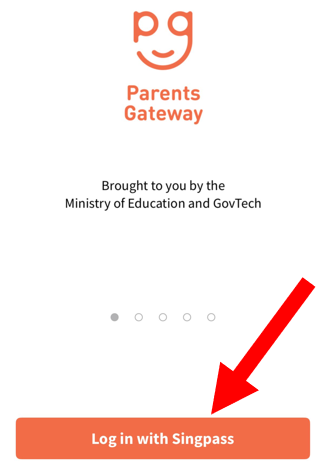 pg
Parents
Gateway
Brought to you by the
Ministry of Education and GovTech
Log in with Singpass